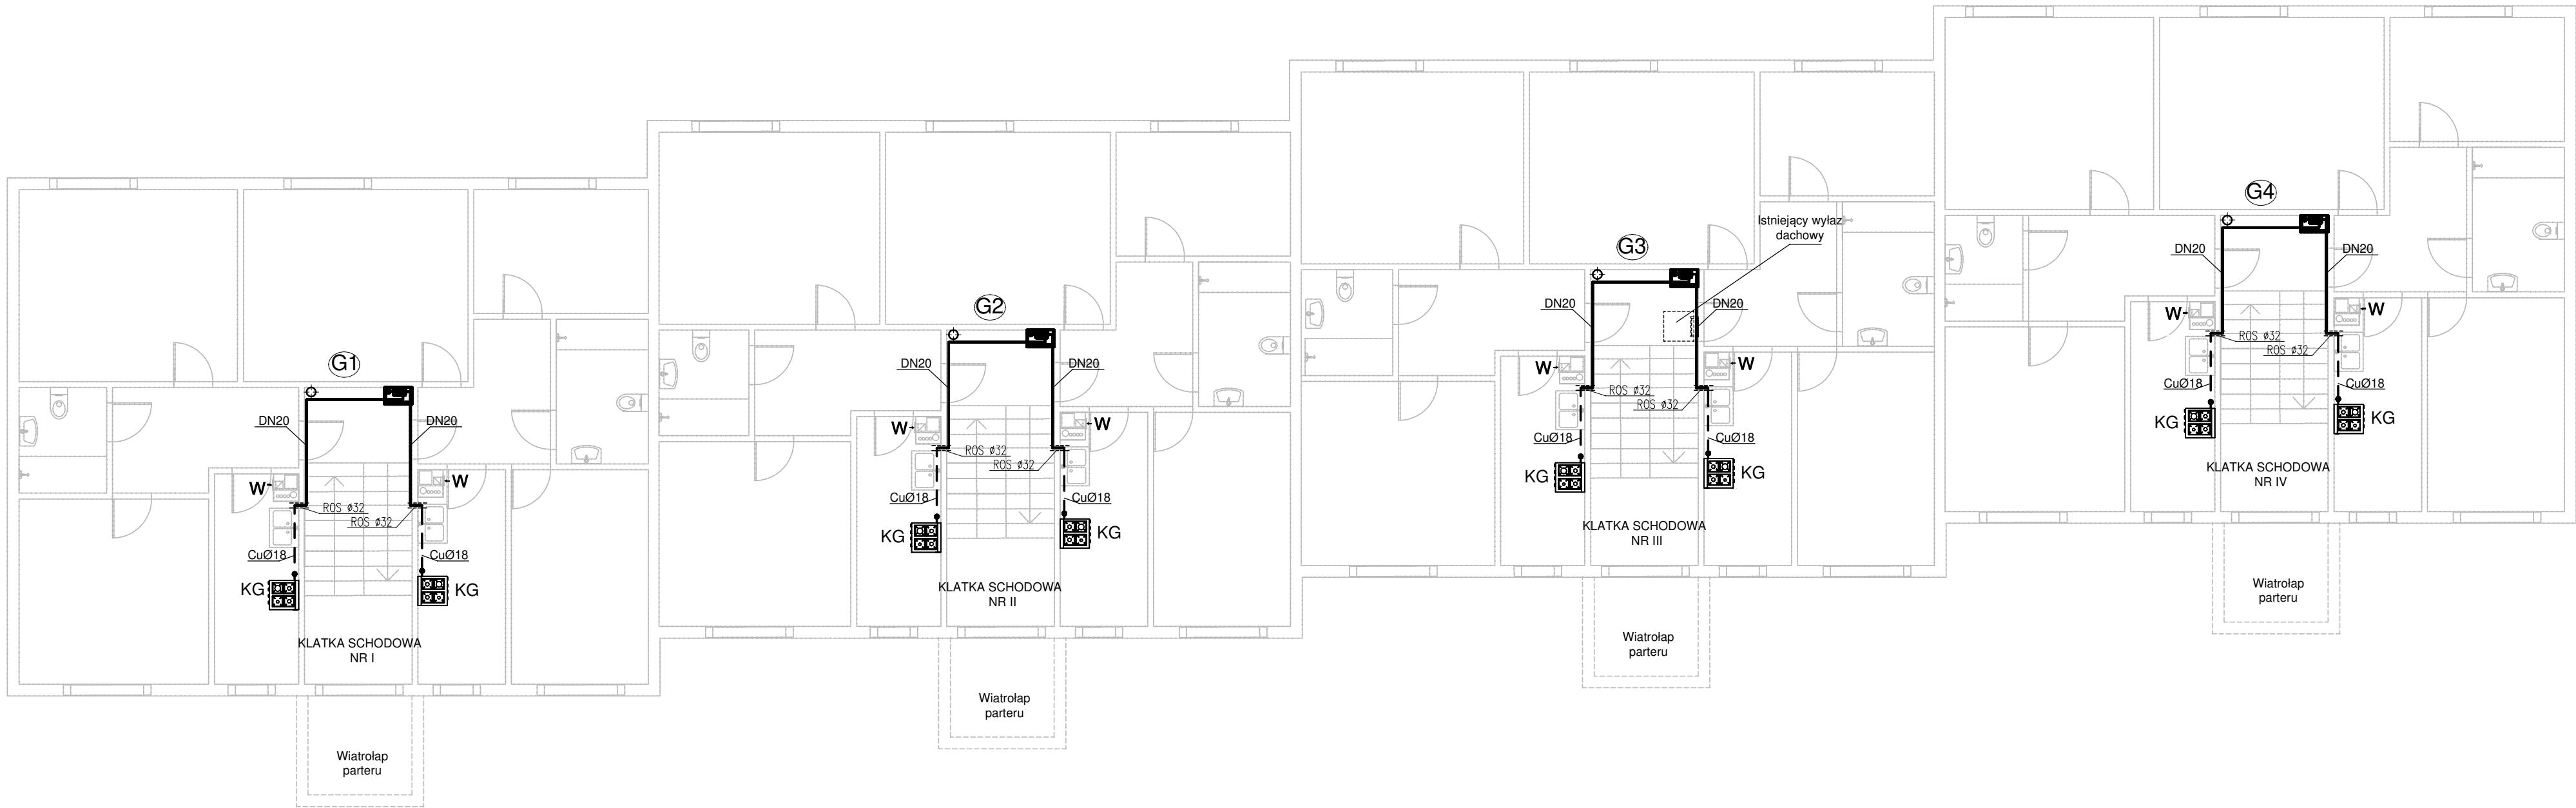 G1
DN20
DN20
W
W
ROS ø32
ROS ø32
CuØ18
CuØ18
KG
KG
KLATKA SCHODOWA
NR I
Wiatrołap
parteru
G2
DN20
DN20
W
W
ROS ø32
ROS ø32
CuØ18
CuØ18
KG
KG
KLATKA SCHODOWA
NR II
Wiatrołap
parteru
Istniejący wyłaz
dachowy
G3
DN20
DN20
W
W
ROS ø32
ROS ø32
CuØ18
CuØ18
KG
KG
KLATKA SCHODOWA
NR III
Wiatrołap
parteru
G4
DN20
DN20
W
W
ROS ø32
ROS ø32
CuØ18
CuØ18
KG
KG
KLATKA SCHODOWA
NR IV
Wiatrołap
parteru